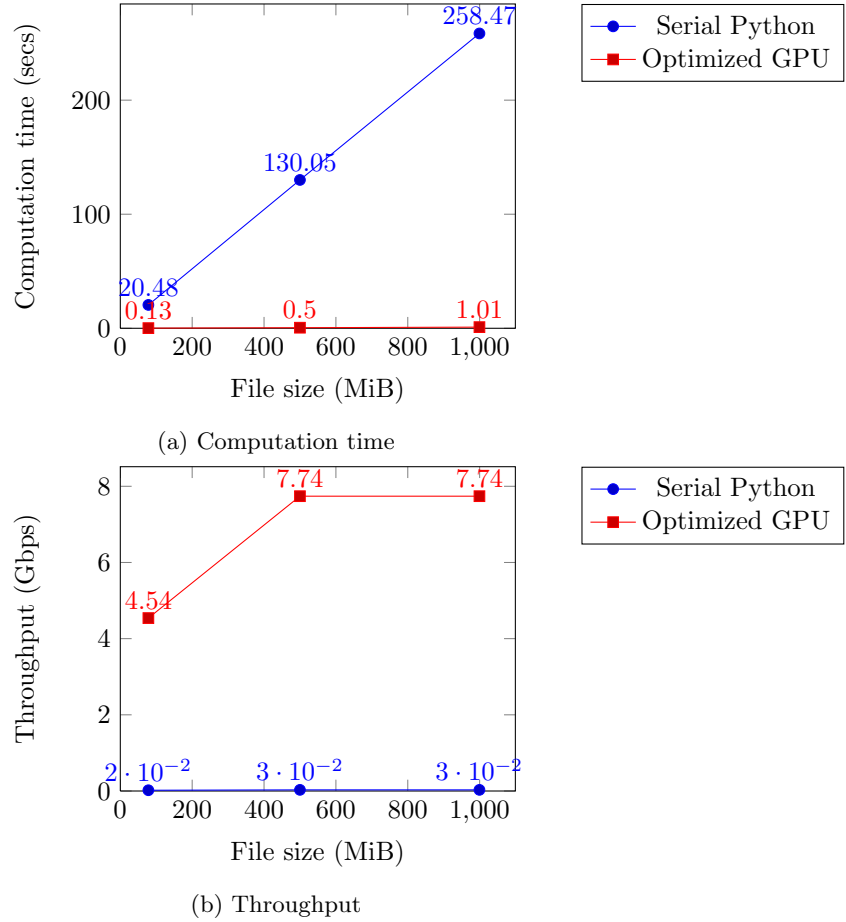 258.47
Serial Python
Optimized GPU
Computation time (secs)
200
130.05
100
20.48
0.13
0.5
1.01
0
0 200 400 600 800 1,000
File size (MiB)
(a) Computation time
8
7.74 7.74
Serial Python
Optimized GPU
Throughput (Gbps)
6
4.54
4
2
2 · 10⁻² 3 · 10⁻² 3 · 10⁻²
0
0 200 400 600 800 1,000
File size (MiB)
(b) Throughput